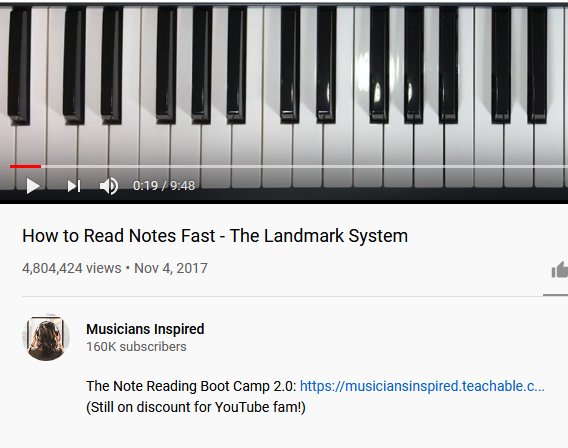 0:19 / 9:48
How to Read Notes Fast - The Landmark System
4,804,424 views • Nov 4, 2017
Musicians Inspired
160K subscribers
The Note Reading Boot Camp 2.0: https://musiciansinspired.teachable.c...
(Still on discount for YouTube fam!)